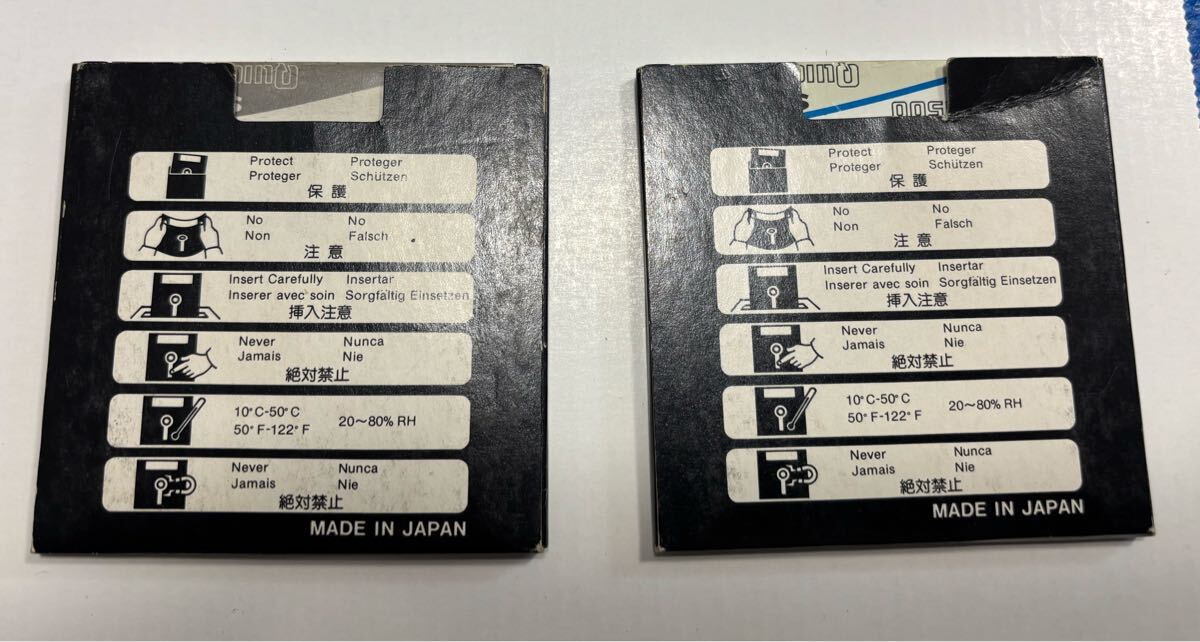 Protect Proteger
Proteger Schützen
保護
No No
Non Falsch
注意
Insert Carefully Insertar
Inserer avec soin Sorgfältig Einsetzen
挿入注意
Never Nunca
Jamais Nie
絶対禁止
10°C-50°C
50°F-122°F
20～80% RH
Never Nunca
Jamais Nie
絶対禁止
MADE IN JAPAN
Protect Proteger
Proteger Schützen
保護
No No
Non Falsch
注意
Insert Carefully Insertar
Inserer avec soin Sorgfältig Einsetzen
挿入注意
Never Nunca
Jamais Nie
絶対禁止
10°C-50°C
50°F-122°F
20～80% RH
Never Nunca
Jamais Nie
絶対禁止
MADE IN JAPAN